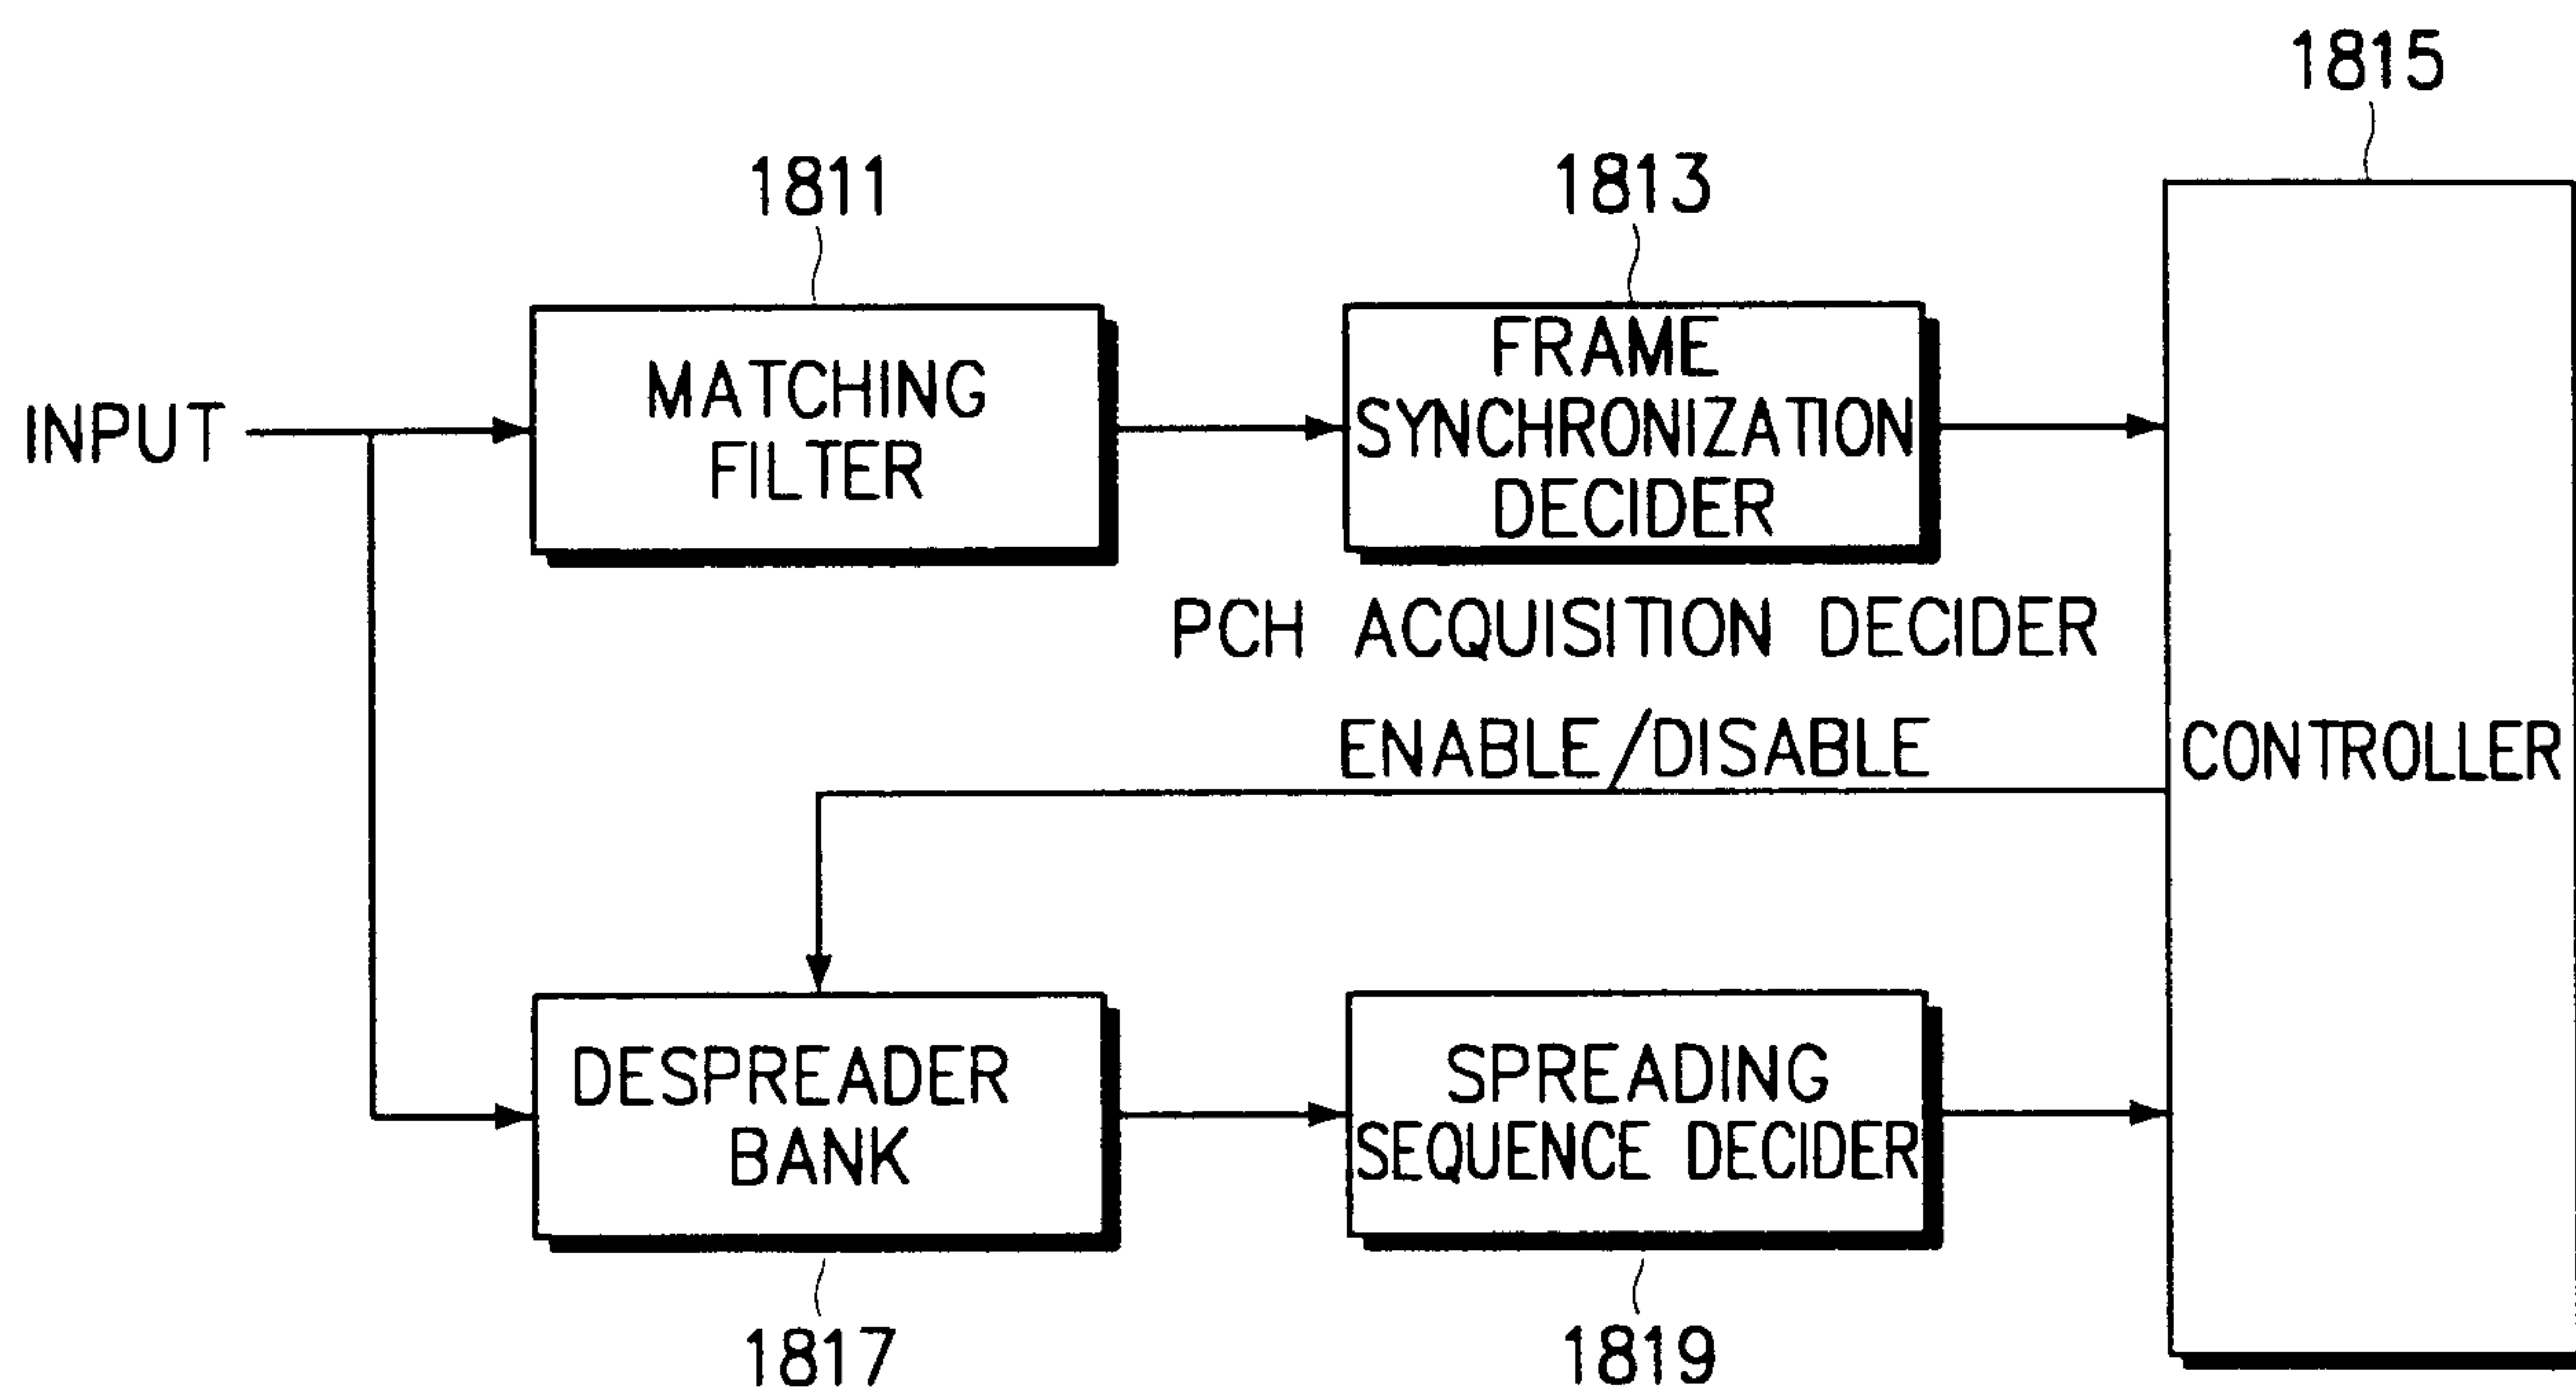 1815
1811
1813
INPUT
MATCHING
FILTER
FRAME
SYNCHRONIZATION
DECIDER
PCH ACQUISITION DECIDER
ENABLE/DISABLE
CONTROLLER
DESPREADER
BANK
SPREADING
SEQUENCE DECIDER
1817
1819